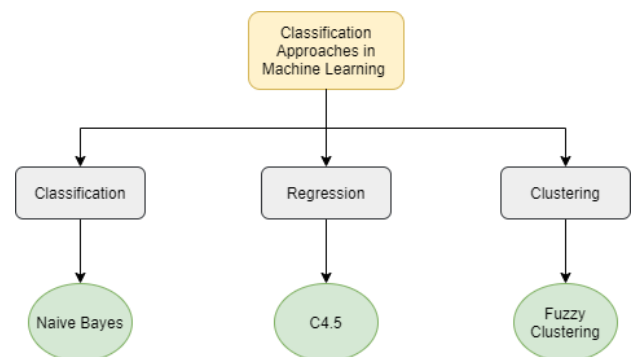 Classification
Approaches in
Machine Learning
Classification
Regression
Clustering
Naive Bayes
C4.5
Fuzzy
Clustering